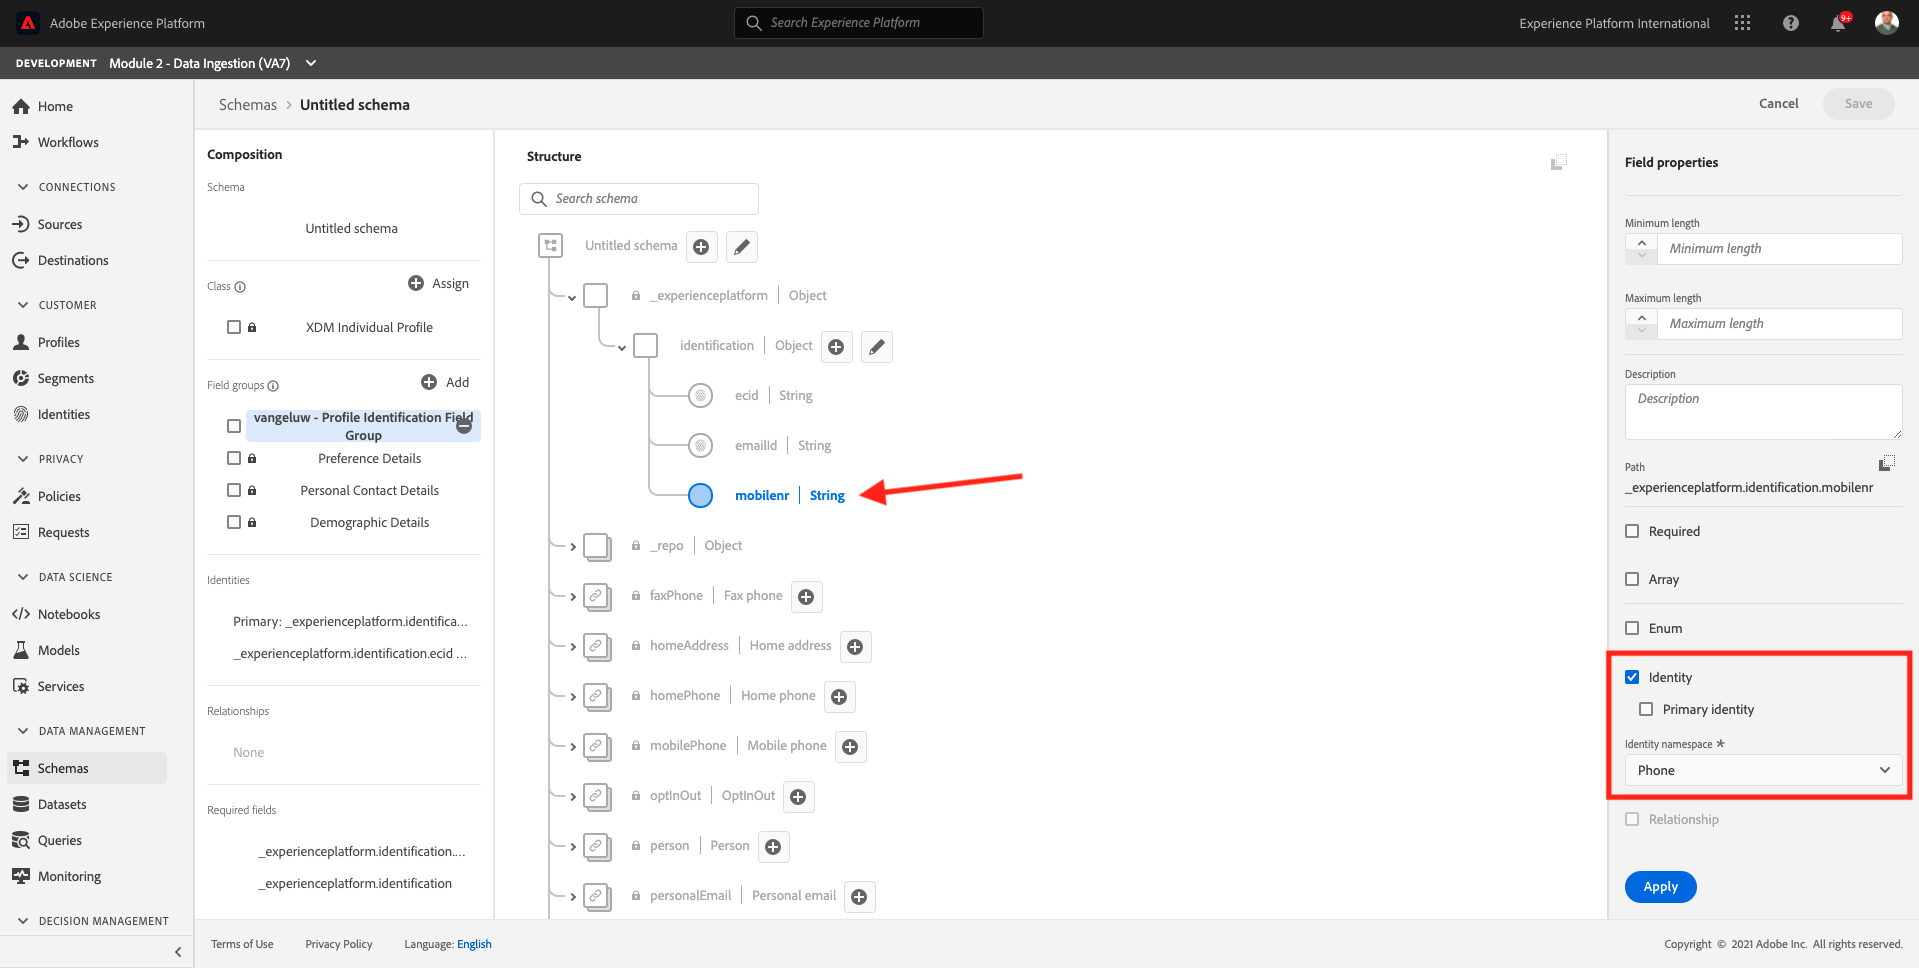 Adobe Experience Platform
Search Experience Platform
Experience Platform International
9+
DEVELOPMENT Module 2 - Data Ingestion (VA7)
Home
Workflows
CONNECTIONS
Sources
Destinations
CUSTOMER
Profiles
Segments
Identities
PRIVACY
Policies
Requests
DATA SCIENCE
Notebooks
Models
Services
DATA MANAGEMENT
Schemas
Datasets
Queries
Monitoring
DECISION MANAGEMENT
Schemas > Untitled schema
Cancel
Save
Composition
Schema
Untitled schema
Class
Assign
XDM Individual Profile
Field groups
Add
vangeluw - Profile Identification Field
Group
Preference Details
Personal Contact Details
Demographic Details
Identities
Primary: _experienceplatform.identifica...
_experienceplatform.identification.ecid ...
Relationships
None
Required fields
_experienceplatform.identification....
_experienceplatform.identification
Structure
Search schema
Untitled schema
_experienceplatform | Object
identification | Object
ecid | String
emailId | String
mobilenr | String
_repo | Object
faxPhone | Fax phone
homeAddress | Home address
homePhone | Home phone
mobilePhone | Mobile phone
optInOut | OptInOut
person | Person
personalEmail | Personal email
Field properties
Minimum length
Minimum length
Maximum length
Maximum length
Description
Description
Path
_experienceplatform.identification.mobilenr
Required
Array
Enum
Identity
Primary identity
Identity namespace *
Phone
Relationship
Apply
Terms of Use
Privacy Policy
Language: English
Copyright © 2021 Adobe Inc. All rights reserved.